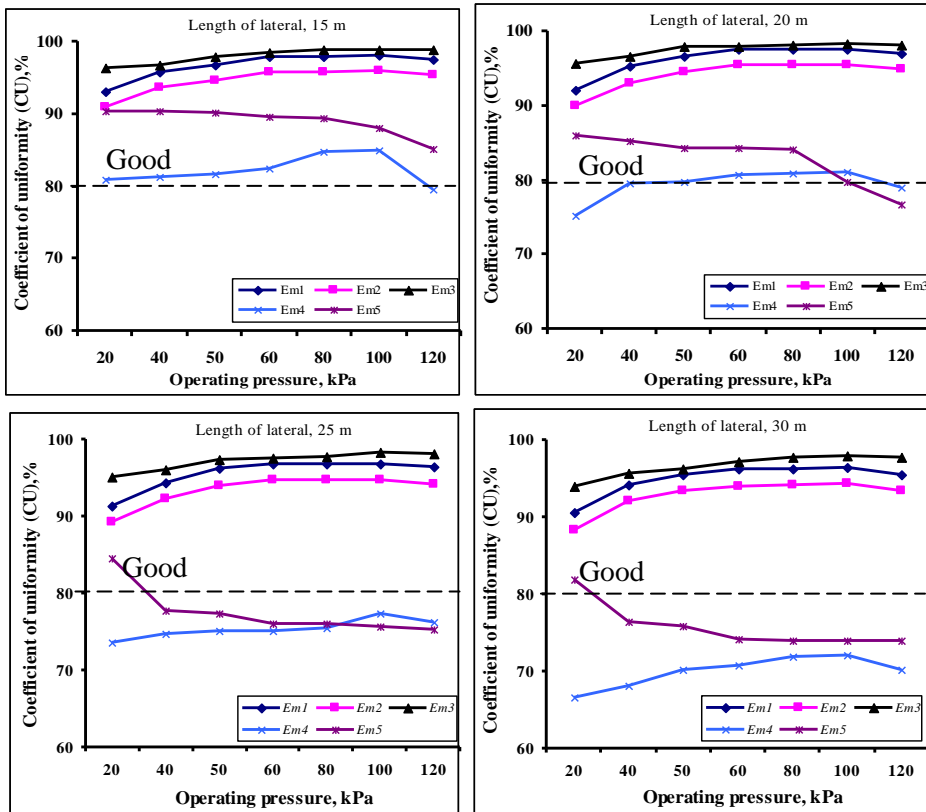 Length of lateral, 15 m
Coefficient of uniformity (CU),%
100
90
80
70
60
Good
Em1 Em2 Em3
Em4 Em5
20 40 50 60 80 100 120
Operating pressure, kPa
Length of lateral, 20 m
Coefficient of uniformity (CU),%
100
90
80
70
60
Good
Em1 Em2 Em3
Em4 Em5
20 40 50 60 80 100 120
Operating pressure, kPa
Length of lateral, 25 m
Coefficient of uniformity (CU),%
100
90
80
70
60
Good
Em1 Em2 Em3
Em4 Em5
20 40 50 60 80 100 120
Operating pressure, kPa
Length of lateral, 30 m
Coefficient of uniformity (CU),%
100
90
80
70
60
Good
Em1 Em2 Em3
Em4 Em5
20 40 50 60 80 100 120
Operating pressure, kPa